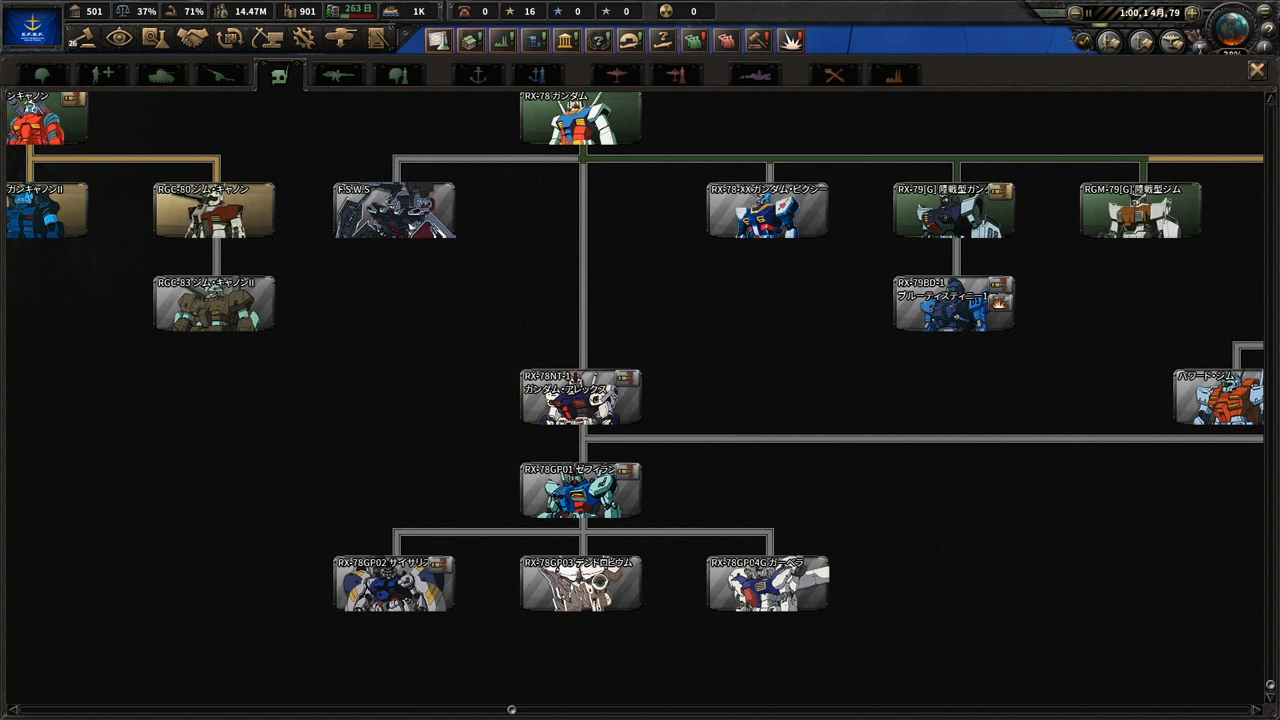 501 37% 71% 14.47M 901 263 日 1K 0 16 0 0 0 1:00, 1 4月, 79
E.F.S.F.
26
28%
ンキャノン
RX-78 ガンダム
ガンキャノンII
RGC-80 ジム・キャノン
F.S.W.S
RX-78-XXガンダム・ピクシー
RX-79[G] 陸戦型ガン
RGM-79[G] 陸戦型ジム
RGC-83 ジム・キャノンII
RX-79BD-1
ブルーディスティニー1
RX-78NT-1
ガンダム・アレックス
パワード・ジム
RX-78GP01 ゼフィラン
RX-78GP02 サイサリス
RX-78GP03 デンドロビウム
RX-78GP04G ガーベラ